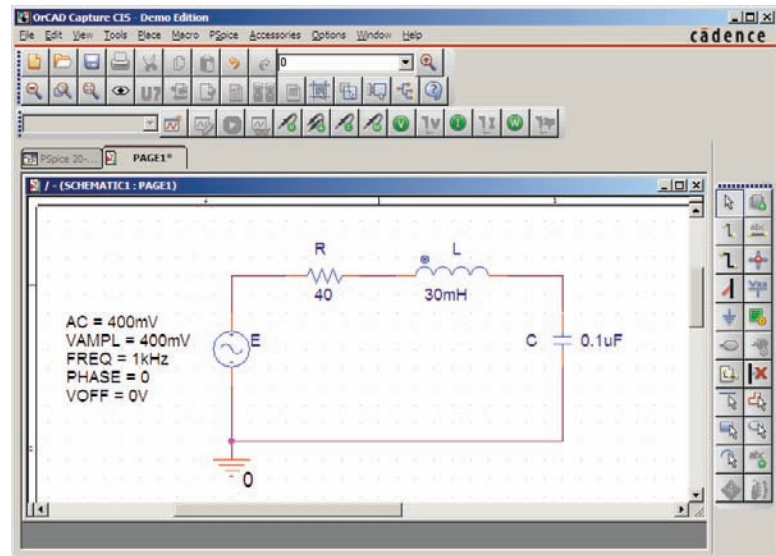 OrCAD Capture CIS - Demo Edition
File Edit View Tools Place Macro PSpice Accessories Options Window Help
cādence
0
U?
V
I
W
PSpice 20-...
PAGE1*
/ - (SCHEMATIC1 : PAGE1)
R
L
40
30mH
AC = 400mV
VAMPL = 400mV
FREQ = 1kHz
PHASE = 0
VOFF = 0V
E
C
0.1uF
0